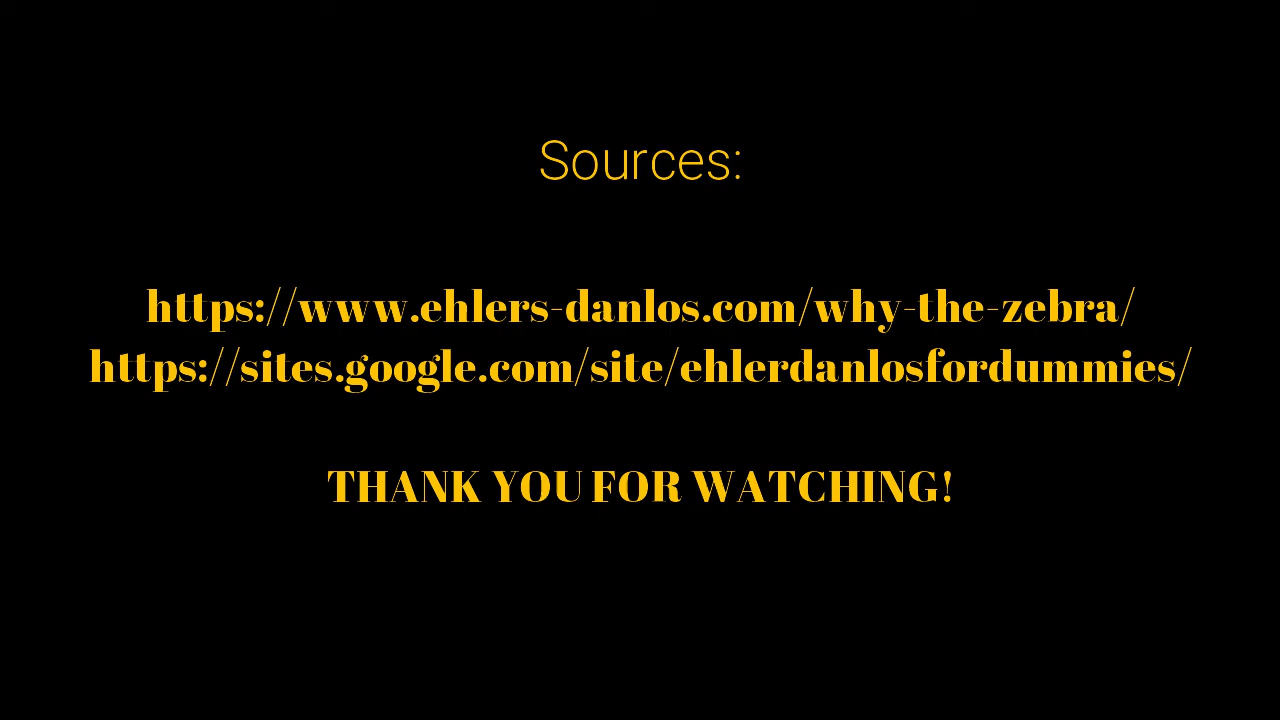 Sources:
https://www.ehlers-danlos.com/why-the-zebra/
https://sites.google.com/site/ehlerdanlosfordummies/
THANK YOU FOR WATCHING!